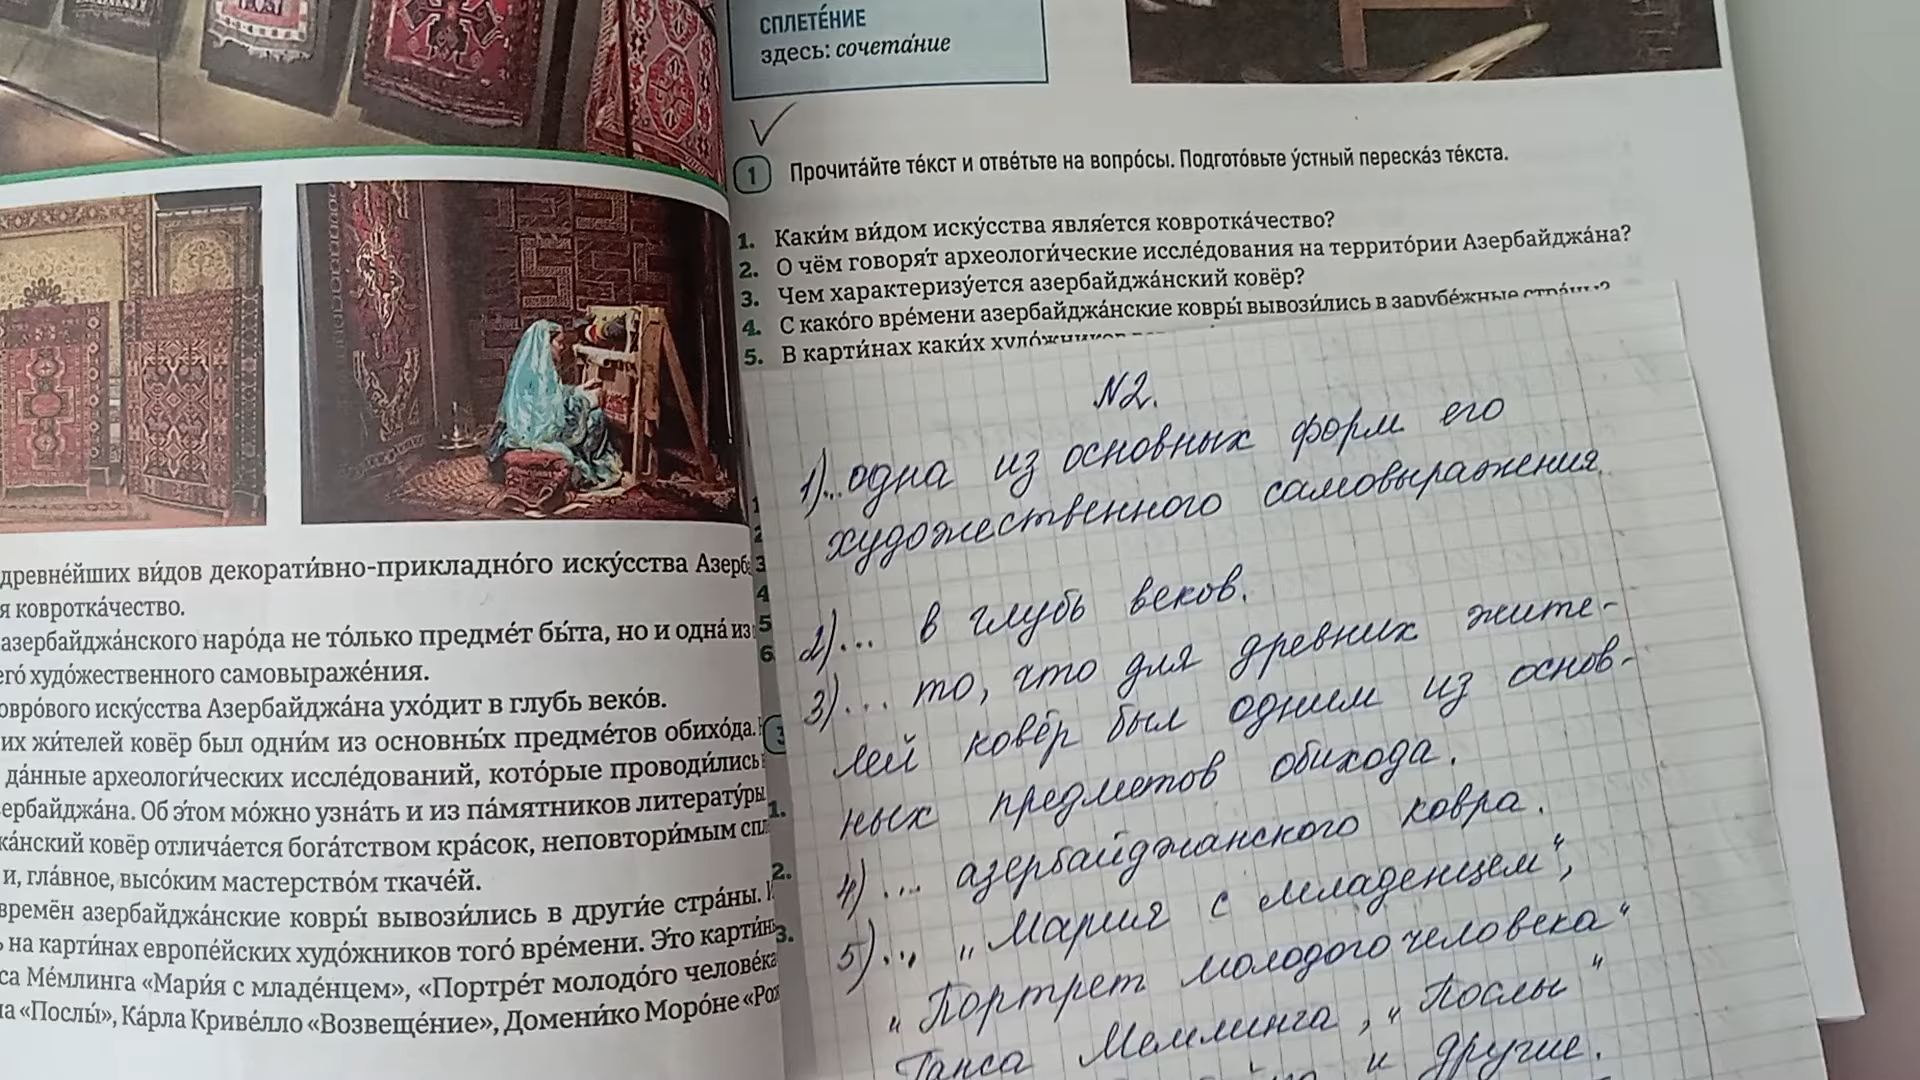 СПЛЕТЕ́НИЕ
здесь: сочета́ние
1 Прочита́йте те́кст и отве́тьте на вопро́сы. Подгото́вьте у́стный переска́з те́кста.
1. Каки́м ви́дом иску́сства явля́ется ковротка́чество?
2. О чём говоря́т археологи́ческие иссле́дования на террито́рии Азербайджа́на?
3. Чем характеризу́ется азербайджа́нский ковёр?
4. С како́го вре́мени азербайджа́нские ковры́ вывози́лись в зарубе́жные стра́ны?
5. В карти́нах каки́х худо́жников
древне́йших ви́дов декорати́вно-прикладно́го иску́сства
я ковротка́чество.
азербайджа́нского наро́да не то́лько предме́т бы́та, но и одна́ из
его́ худо́жественного самовыраже́ния.
овро́вого иску́сства Азербайджа́на ухо́дит в глубь веко́в.
их жи́телей ковёр был одни́м из основны́х предме́тов обихо́да.
да́нные археологи́ческих иссле́дований, кото́рые проводи́лись
зербайджа́на. Об э́том мо́жно узна́ть и из па́мятников литерату́ры
жа́нский ковёр отлича́ется бога́тством кра́сок, неповтори́мым
и, гла́вное, высо́ким мастерство́м ткаче́й.
времён азербайджа́нские ковры́ вывози́лись в други́е стра́ны.
на карти́нах европе́йских худо́жников того́ вре́мени. Э́то
са Ме́млинга «Мари́я с младе́нцем», «Портре́т молодо́го челове́ка
на «Послы́», Ка́рла Криве́лло «Возвеще́ние», Домени́ко Моро́не
3
4
5
6
3
1.
2.
3.
N2.
1)... одна из основных форм его
художественного самовыражения.
2)... в глубь веков.
3)... то, что для древних жите-
лей ковёр был одним из основ-
ных предметов обихода.
4)... азербайджанского ковра.
5)... „Мария с младенцем“,
„Портрет молодого человека“
Ганса Мемлинга, „Послы“
и другие.